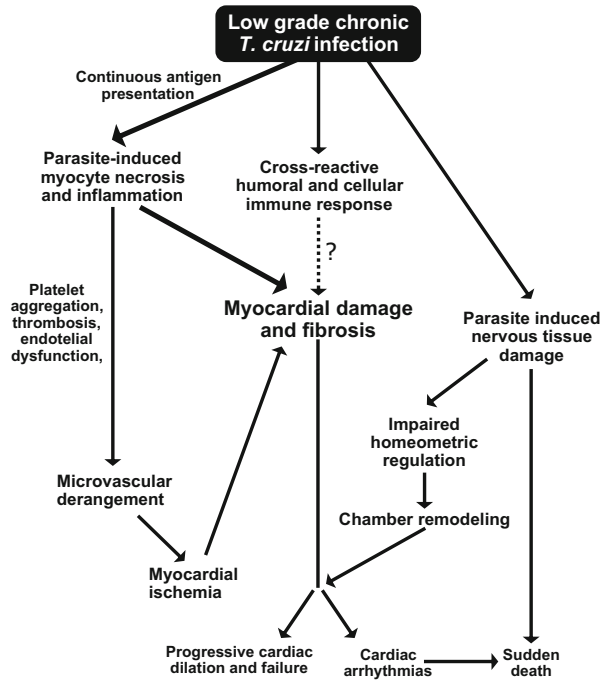 Low grade chronic
T. cruzi infection
Continuous antigen
presentation
Parasite-induced
myocyte necrosis
and inflammation
Cross-reactive
humoral and cellular
immune response
?
Platelet
aggregation,
thrombosis,
endotelial
dysfunction,
Myocardial damage
and fibrosis
Parasite induced
nervous tissue
damage
Impaired
homeometric
regulation
Microvascular
derangement
Chamber remodeling
Myocardial
ischemia
Progressive cardiac
dilation and failure
Cardiac
arrhythmias
Sudden
death